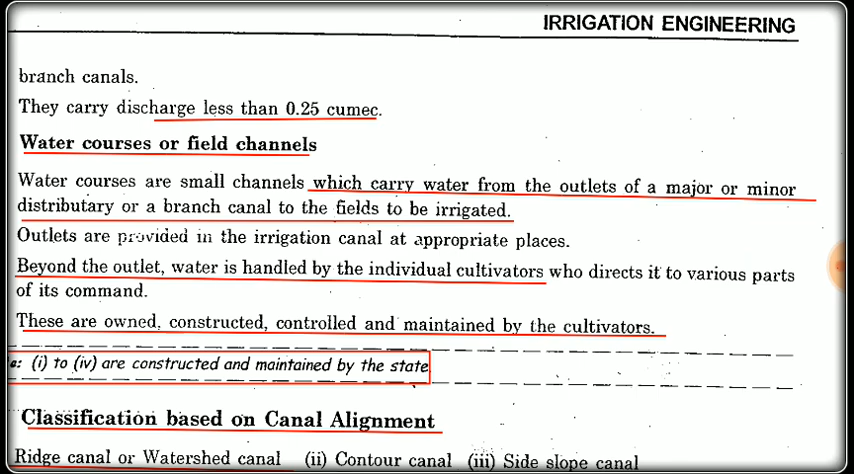 IRRIGATION ENGINEERING
branch canals.
They carry discharge less than 0.25 cumec.
Water courses or field channels
Water courses are small channels which carry water from the outlets of a major or minor
distributary or a branch canal to the fields to be irrigated.
Outlets are provided in the irrigation canal at appropriate places.
Beyond the outlet, water is handled by the individual cultivators who directs it to various parts
of its command.
These are owned, constructed, controlled and maintained by the cultivators.
e: (i) to (iv) are constructed and maintained by the state
Classification based on Canal Alignment
Ridge canal or Watershed canal (ii) Contour canal (iii) Side slope canal